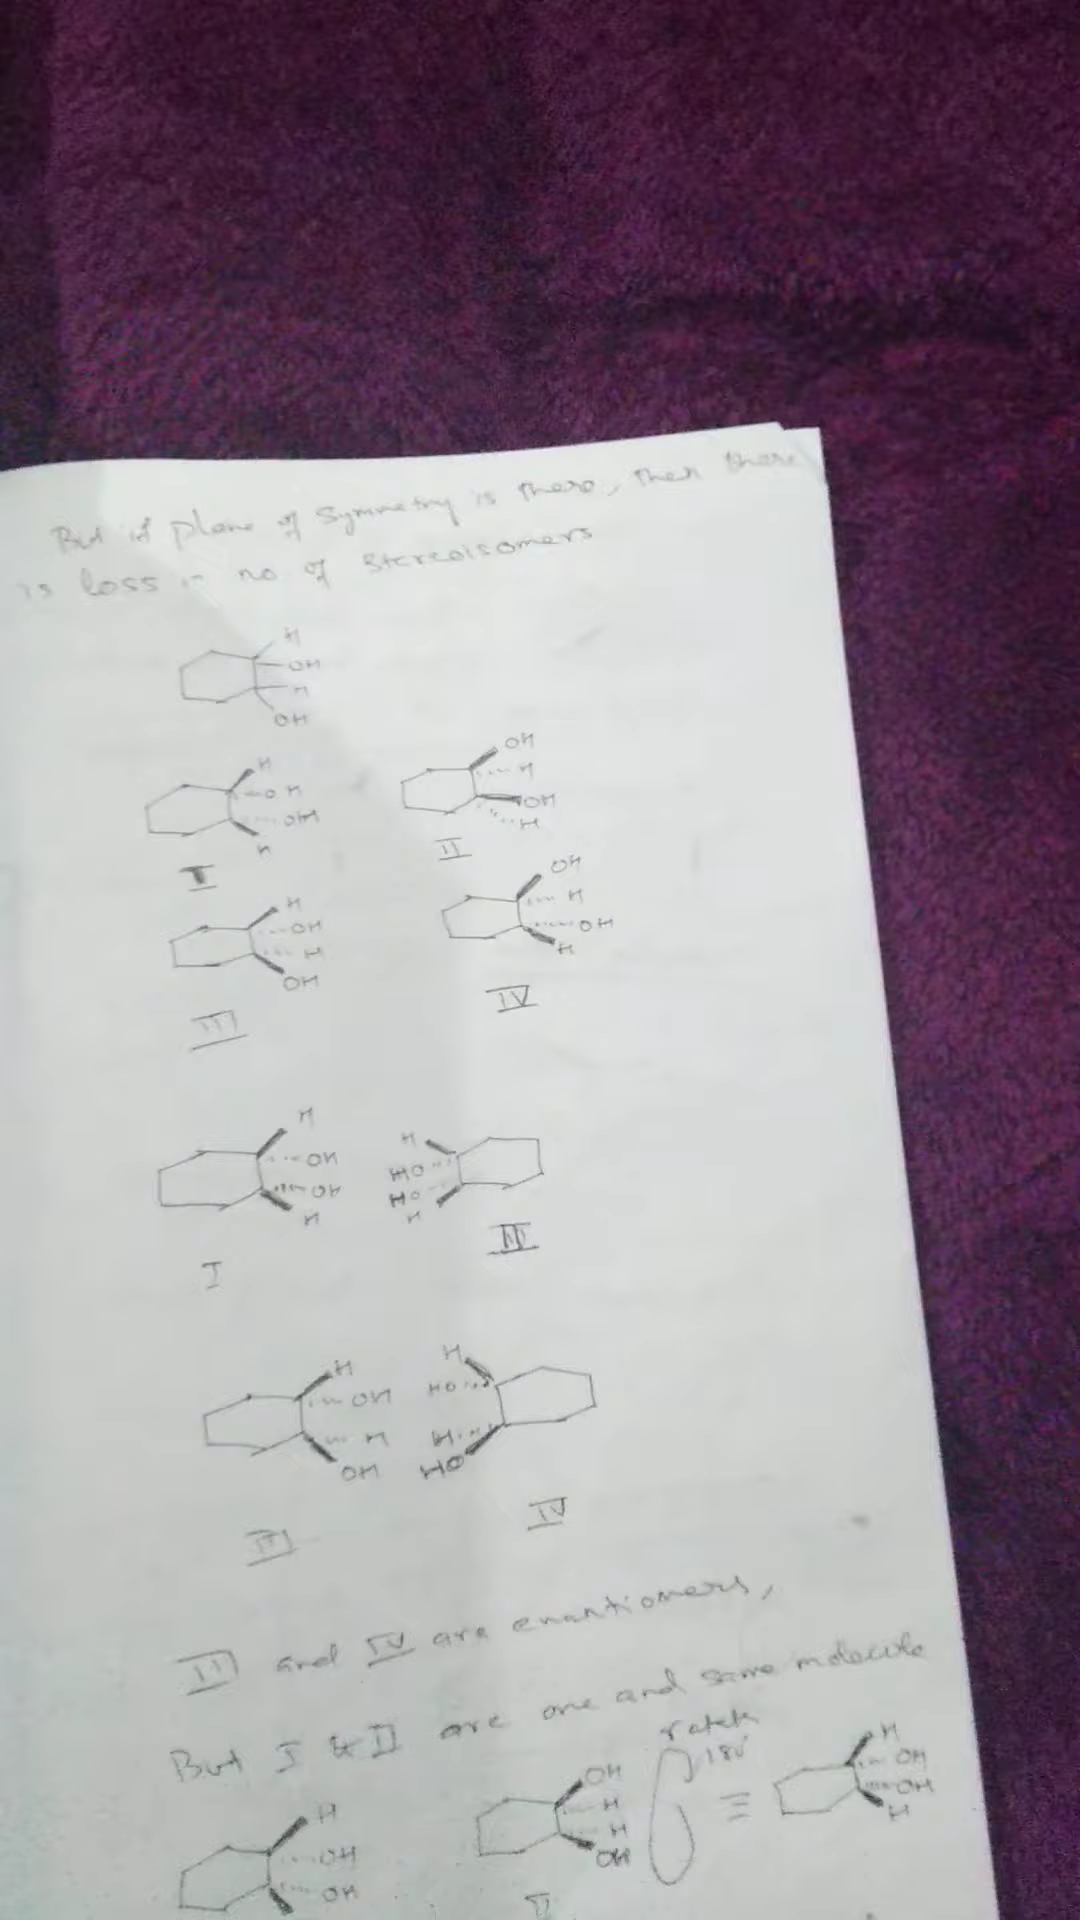 But if plane of symmetry is there, then there
is loss in no of stereoisomers
H
OH
H
OH
H
OH
OH
H
I
OH
H
OH
H
II
H
OH
H
OH
III
OH
H
OH
H
IV
H
OH
OH
H
I
H
HO
HO
H
II
H
OH
H
OH
III
H
HO
H
HO
IV
III and IV are enantiomers,
But I & II are one and same molecule
H
OH
OH
OH
H
H
OH
II
rotate
180°
≡
H
OH
OH
H